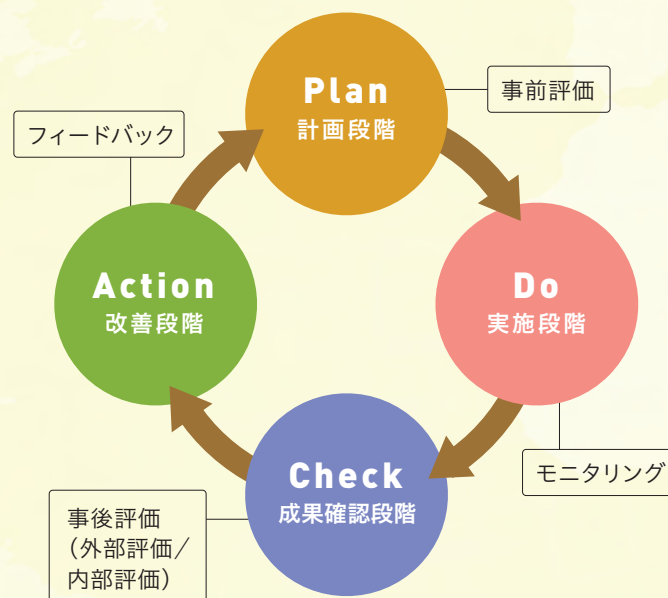 Plan
計画段階
事前評価
フィードバック
Action
改善段階
Do
実施段階
Check
成果確認段階
モニタリング
事後評価
（外部評価／
内部評価）